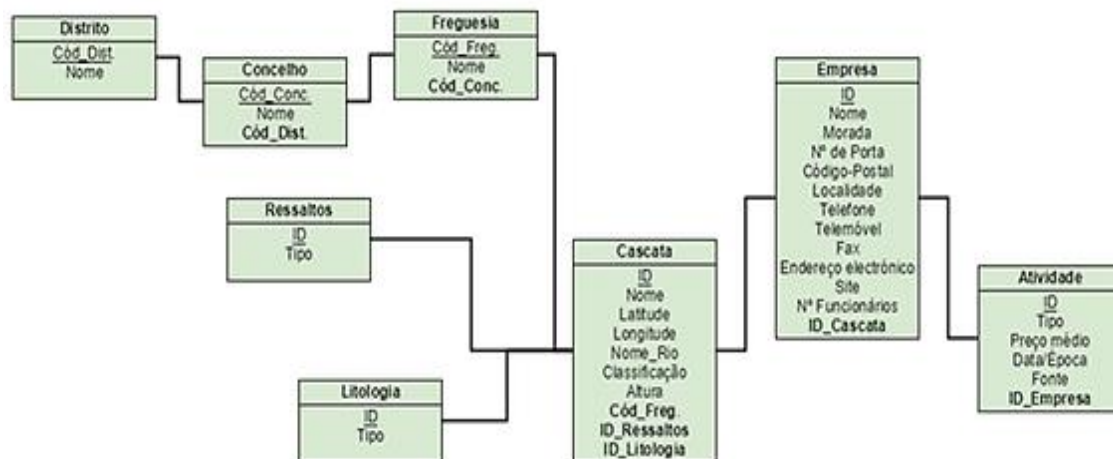 Distrito
Cód_Dist.
Nome
Concelho
Cód_Conc.
Nome
Cód_Dist.
Freguesia
Cód_Freg.
Nome
Cód_Conc.
Ressaltos
ID
Tipo
Litologia
ID
Tipo
Cascata
ID
Nome
Latitude
Longitude
Nome_Rio
Classificação
Altura
Cód_Freg.
ID_Ressaltos
ID_Litologia
Empresa
ID
Nome
Morada
Nº de Porta
Código-Postal
Localidade
Telefone
Telemóvel
Fax
Endereço electrónico
Site
Nº Funcionários
ID_Cascata
Atividade
ID
Tipo
Preço médio
Data/Época
Fonte
ID_Empresa